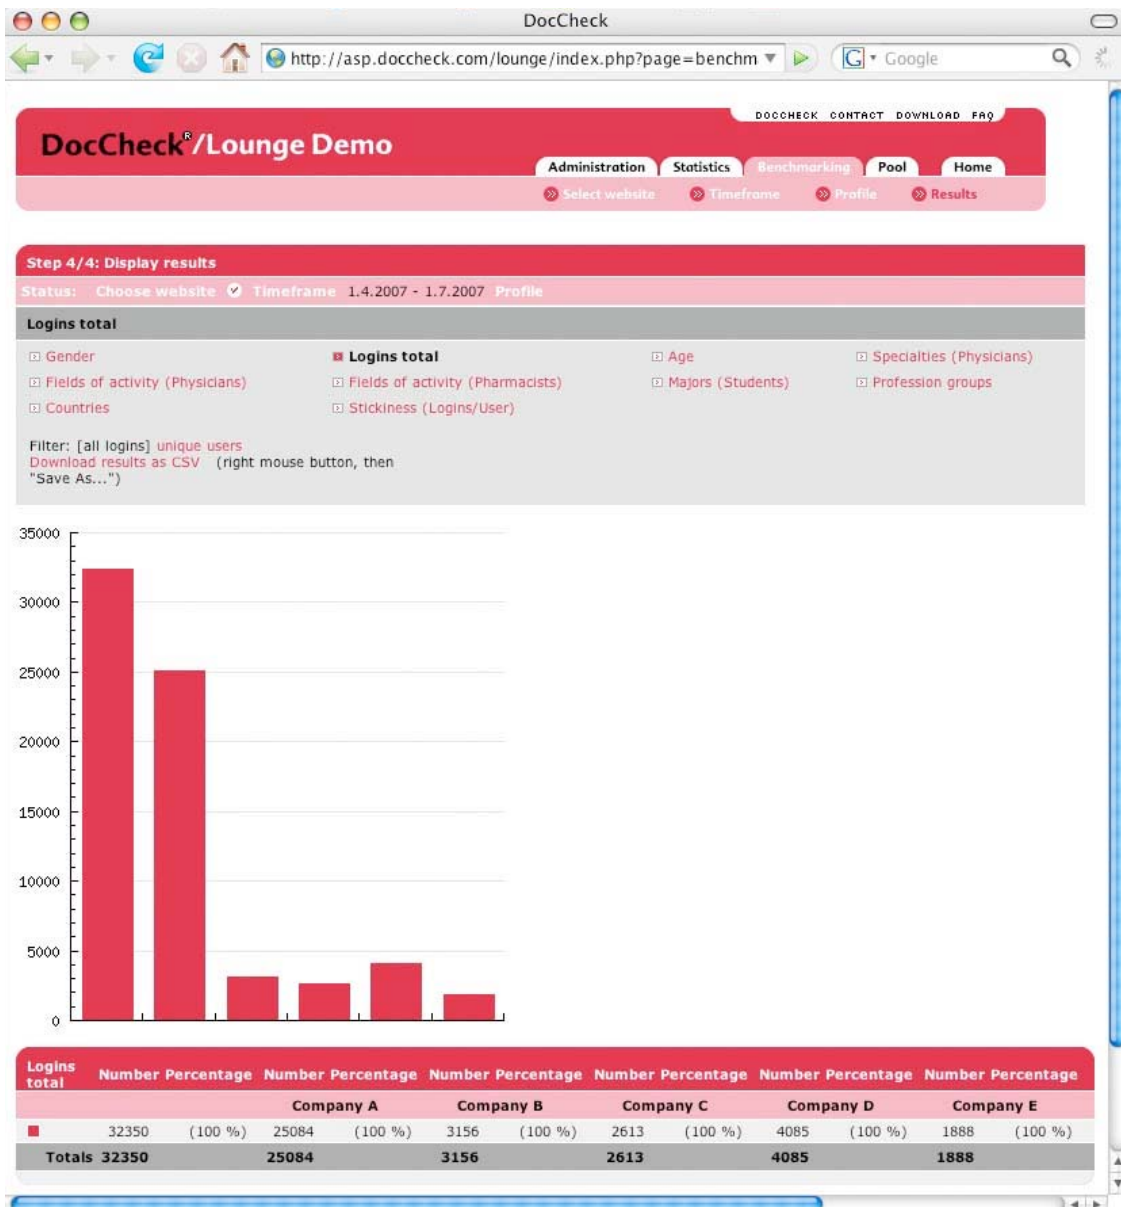 DocCheck
http://asp.doccheck.com/lounge/index.php?page=benchm
G Google
DOCCHECK CONTACT DOWNLOAD FAQ
DocCheck®/Lounge Demo
Administration Statistics Benchmarking Pool Home
Select website Timeframe Profile Results
Step 4/4: Display results
Status: Choose website Timeframe 1.4.2007 - 1.7.2007 Profile
Logins total
Gender Logins total Age Specialties (Physicians)
Fields of activity (Physicians) Fields of activity (Pharmacists) Majors (Students) Profession groups
Countries Stickiness (Logins/User)
Filter: [all logins] unique users
Download results as CSV (right mouse button, then
"Save As...")
35000
30000
25000
20000
15000
10000
5000
0
Logins total Number Percentage Number Percentage Number Percentage Number Percentage Number Percentage Number Percentage
Company A Company B Company C Company D Company E
32350 (100 %) 25084 (100 %) 3156 (100 %) 2613 (100 %) 4085 (100 %) 1888 (100 %)
Totals 32350 25084 3156 2613 4085 1888